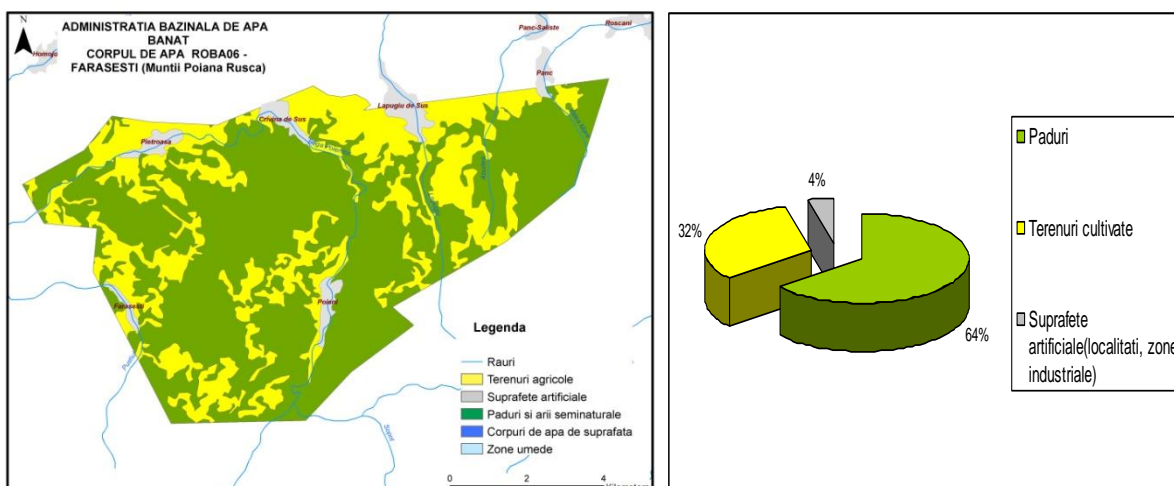 N
ADMINISTRATIA BAZINALA DE APA
BANAT
CORPUL DE APA ROBA06 -
FARASESTI (Muntii Poiana Rusca)
Panc-Saliste
Ruscani
Panc
Lapugiu de Sus
Crivina de Sus
Pietroasa
Farasesti
Poieni
Legenda
Rauri
Terenuri agricole
Suprafete artificiale
Paduri si arii seminaturale
Corpuri de apa de suprafata
Zone umede
0 2 4
4%
32%
64%
Paduri
Terenuri cultivate
Suprafete
artificiale(localitati, zone
industriale)